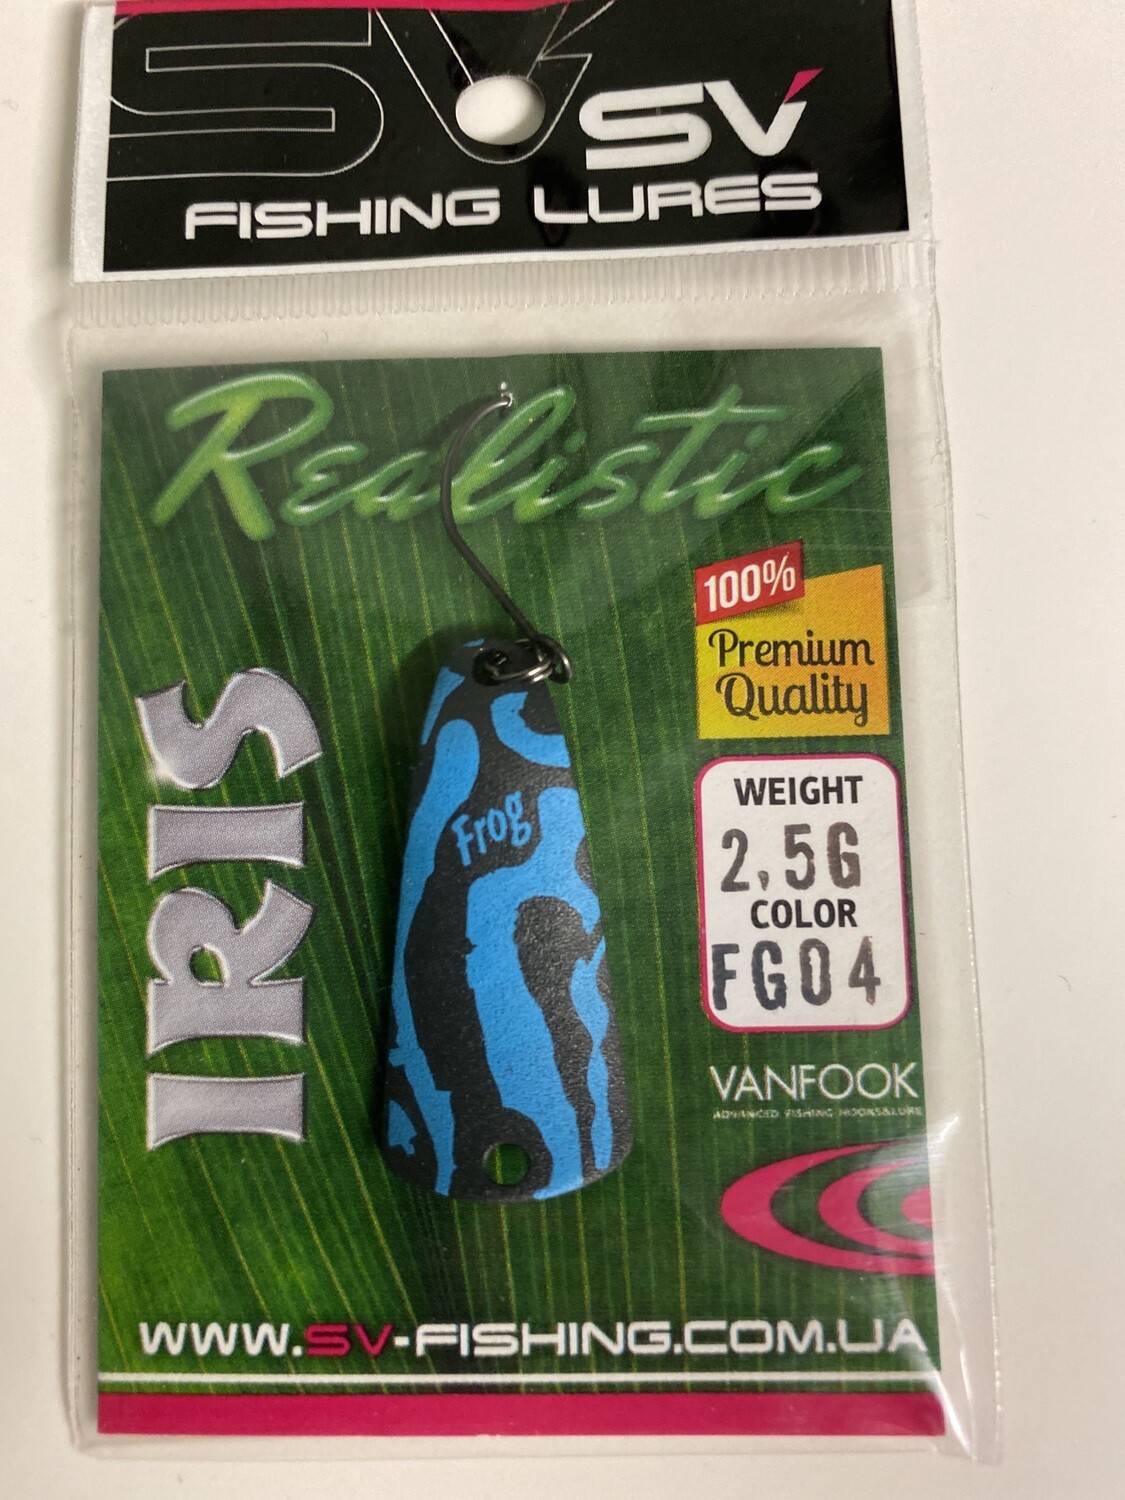 SV
SV
FISHING LURES
Realistic
100%
Premium
Quality
IRIS
Frog
WEIGHT
2,5G
COLOR
FG04
VANFOOK
ADVANCED FISHING HOOKS&LURE
WWW.SV-FISHING.COM.UA